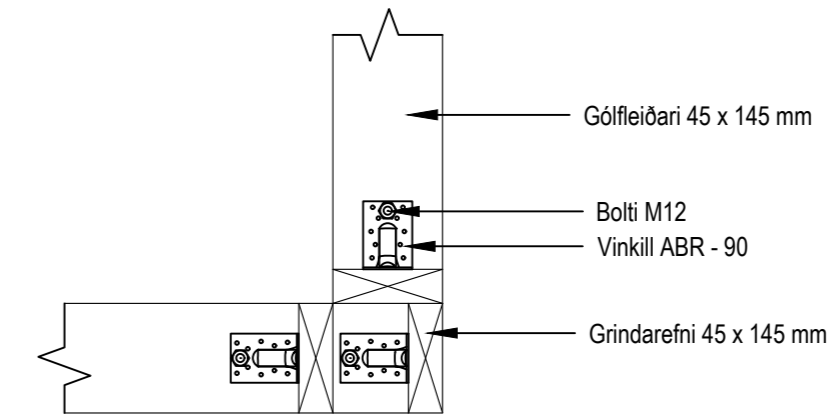 Gólfleiðari 45 x 145 mm
Bolti M12
Vinkill ABR - 90
Grindarefni 45 x 145 mm